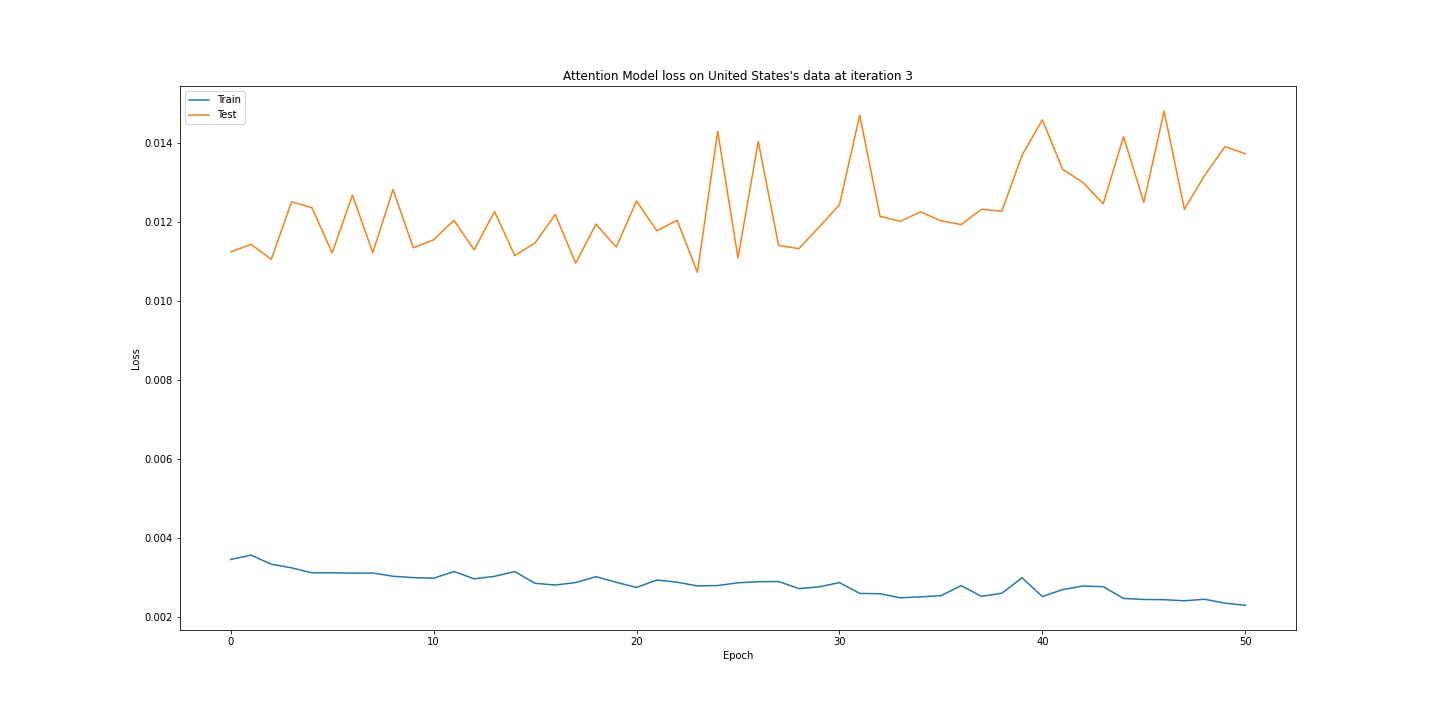 Attention Model loss on United States's data at iteration 3
Train
Test
0.014
0.012
0.010
0.008
0.006
0.004
0.002
Loss
0 10 20 30 40 50
Epoch